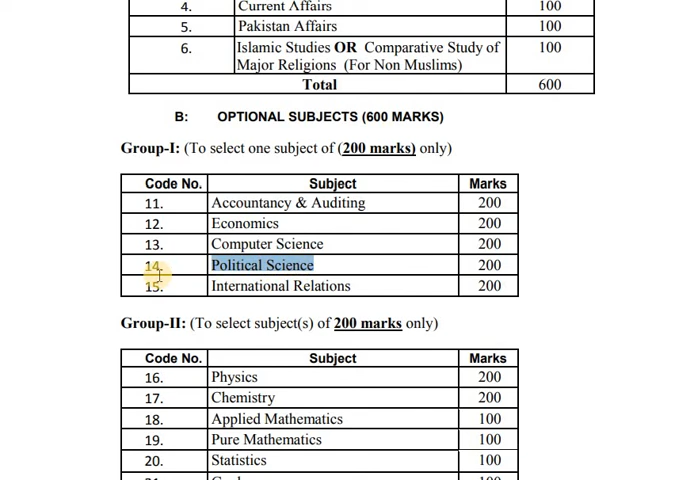 4. Current Affairs 100
5. Pakistan Affairs 100
6. Islamic Studies OR Comparative Study of 100
Major Religions (For Non Muslims)
Total 600
B: OPTIONAL SUBJECTS (600 MARKS)
Group-I: (To select one subject of (200 marks) only)
Code No. Subject Marks
11. Accountancy & Auditing 200
12. Economics 200
13. Computer Science 200
14. Political Science 200
15. International Relations 200
Group-II: (To select subject(s) of 200 marks only)
Code No. Subject Marks
16. Physics 200
17. Chemistry 200
18. Applied Mathematics 100
19. Pure Mathematics 100
20. Statistics 100
100